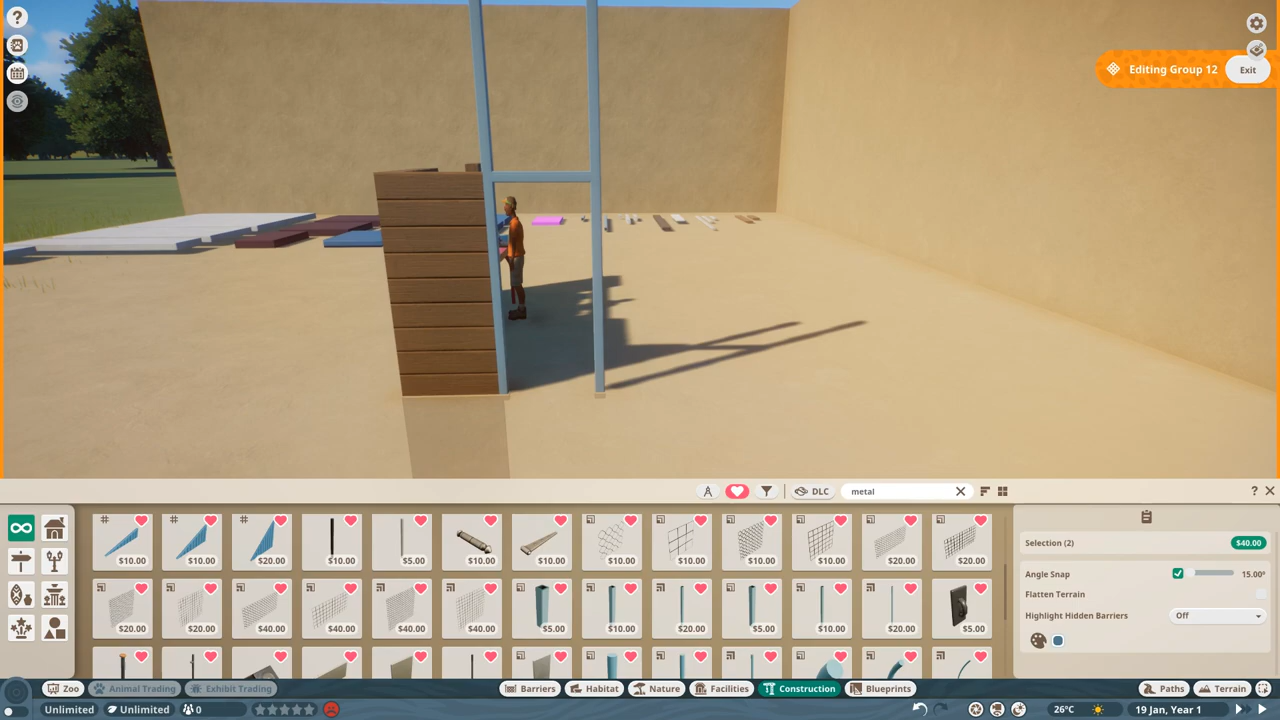 ?
Editing Group 12
Exit
DLC
metal
?
$10.00 $10.00 $20.00 $10.00 $5.00 $10.00 $10.00 $10.00 $10.00 $10.00 $10.00 $20.00 $20.00
$20.00 $20.00 $40.00 $40.00 $40.00 $40.00 $5.00 $10.00 $20.00 $5.00 $10.00 $20.00 $5.00
Selection (2) $40.00
Angle Snap 15.00°
Flatten Terrain
Highlight Hidden Barriers Off
Zoo Animal Trading Exhibit Trading Barriers Habitat Nature Facilities Construction Blueprints Paths Terrain
Unlimited Unlimited 0 26°C 19 Jan, Year 1